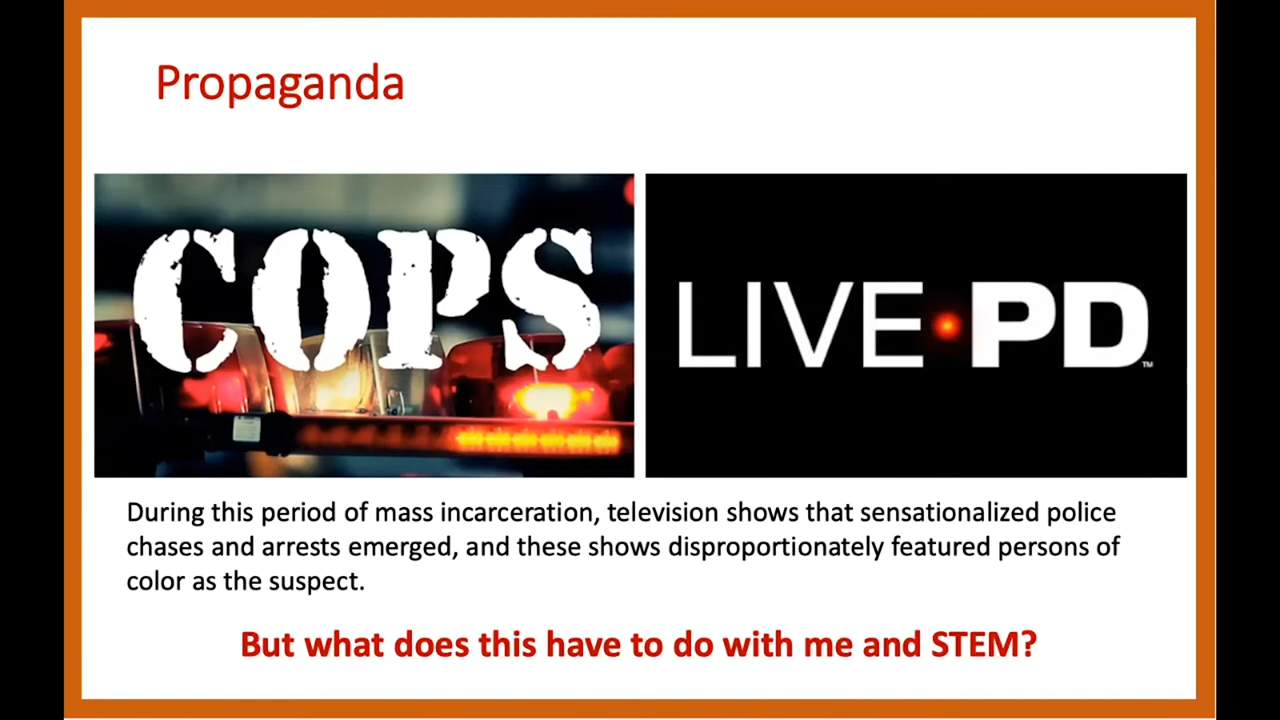 Propaganda
COPS
LIVE PD™
During this period of mass incarceration, television shows that sensationalized police
chases and arrests emerged, and these shows disproportionately featured persons of
color as the suspect.
But what does this have to do with me and STEM?